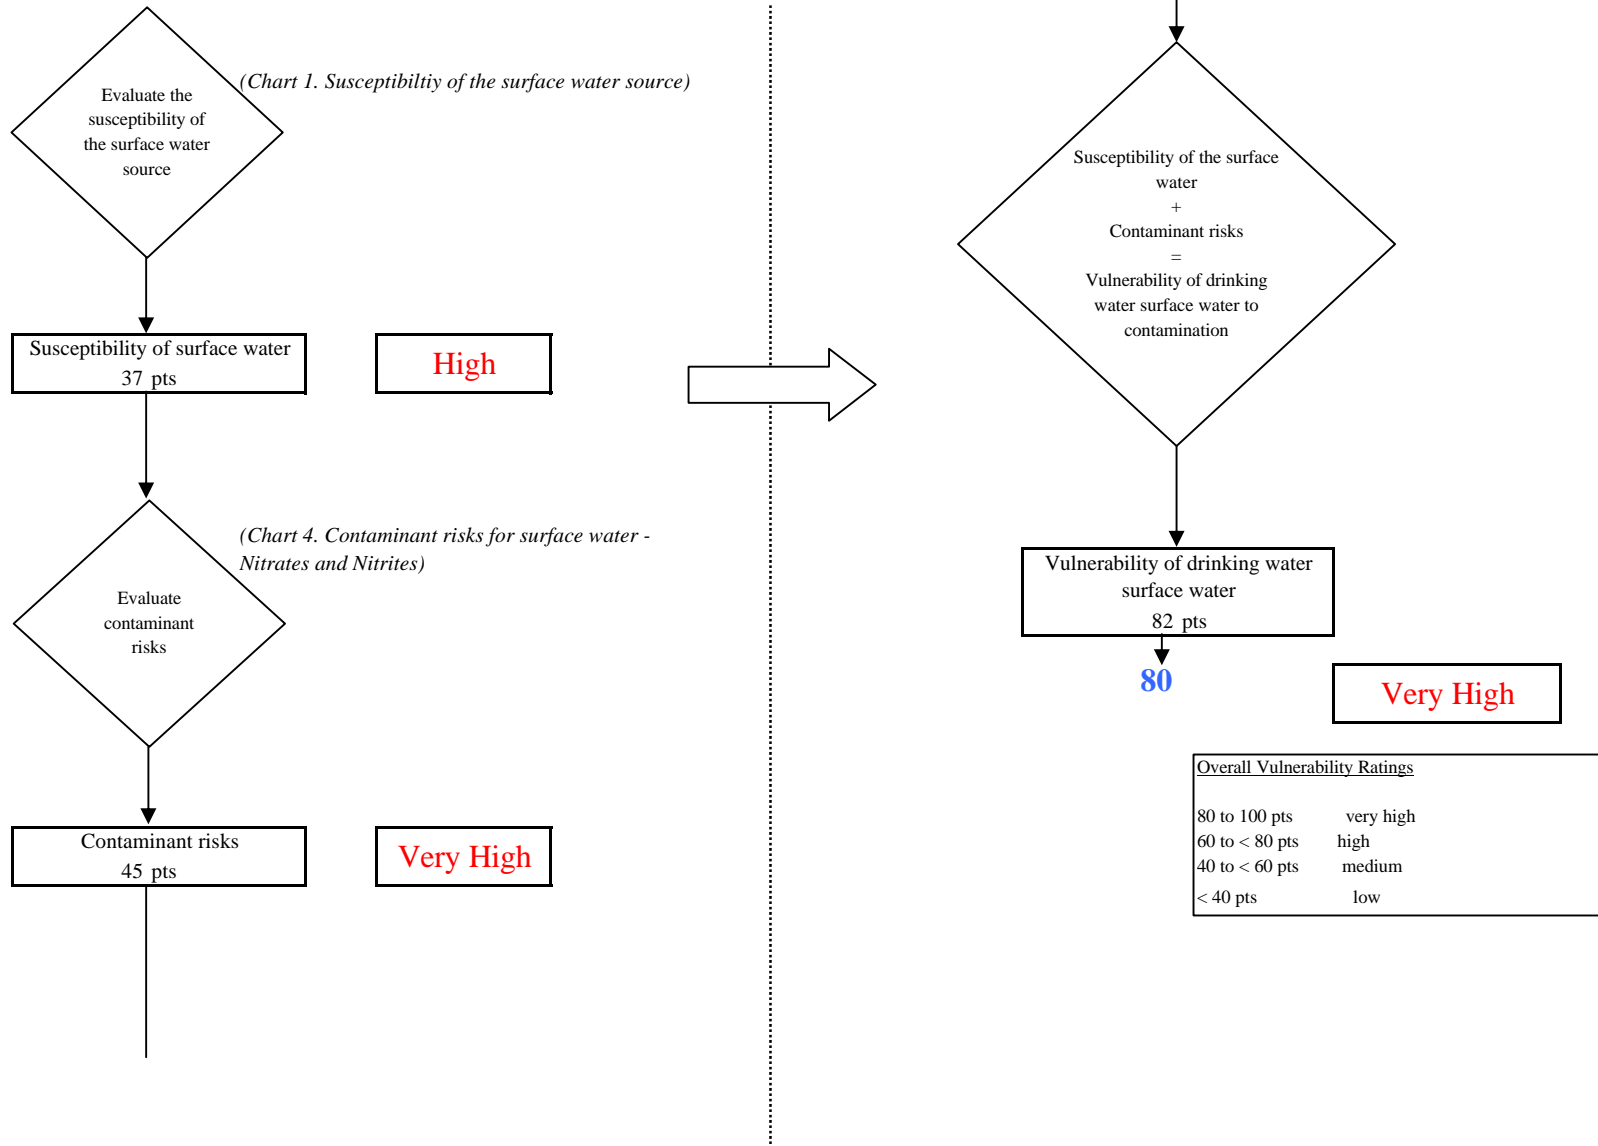 Evaluate the
susceptibility of
the surface water
source
(Chart 1. Susceptibiltiy of the surface water source)
Susceptibility of surface water
37 pts
High
(Chart 4. Contaminant risks for surface water -
Nitrates and Nitrites)
Evaluate
contaminant
risks
Contaminant risks
45 pts
Very High
Susceptibility of the surface
water
+
Contaminant risks
=
Vulnerability of drinking
water surface water to
contamination
Vulnerability of drinking water
surface water
82 pts
80
Very High
Overall Vulnerability Ratings
80 to 100 pts very high
60 to < 80 pts high
40 to < 60 pts medium
< 40 pts low